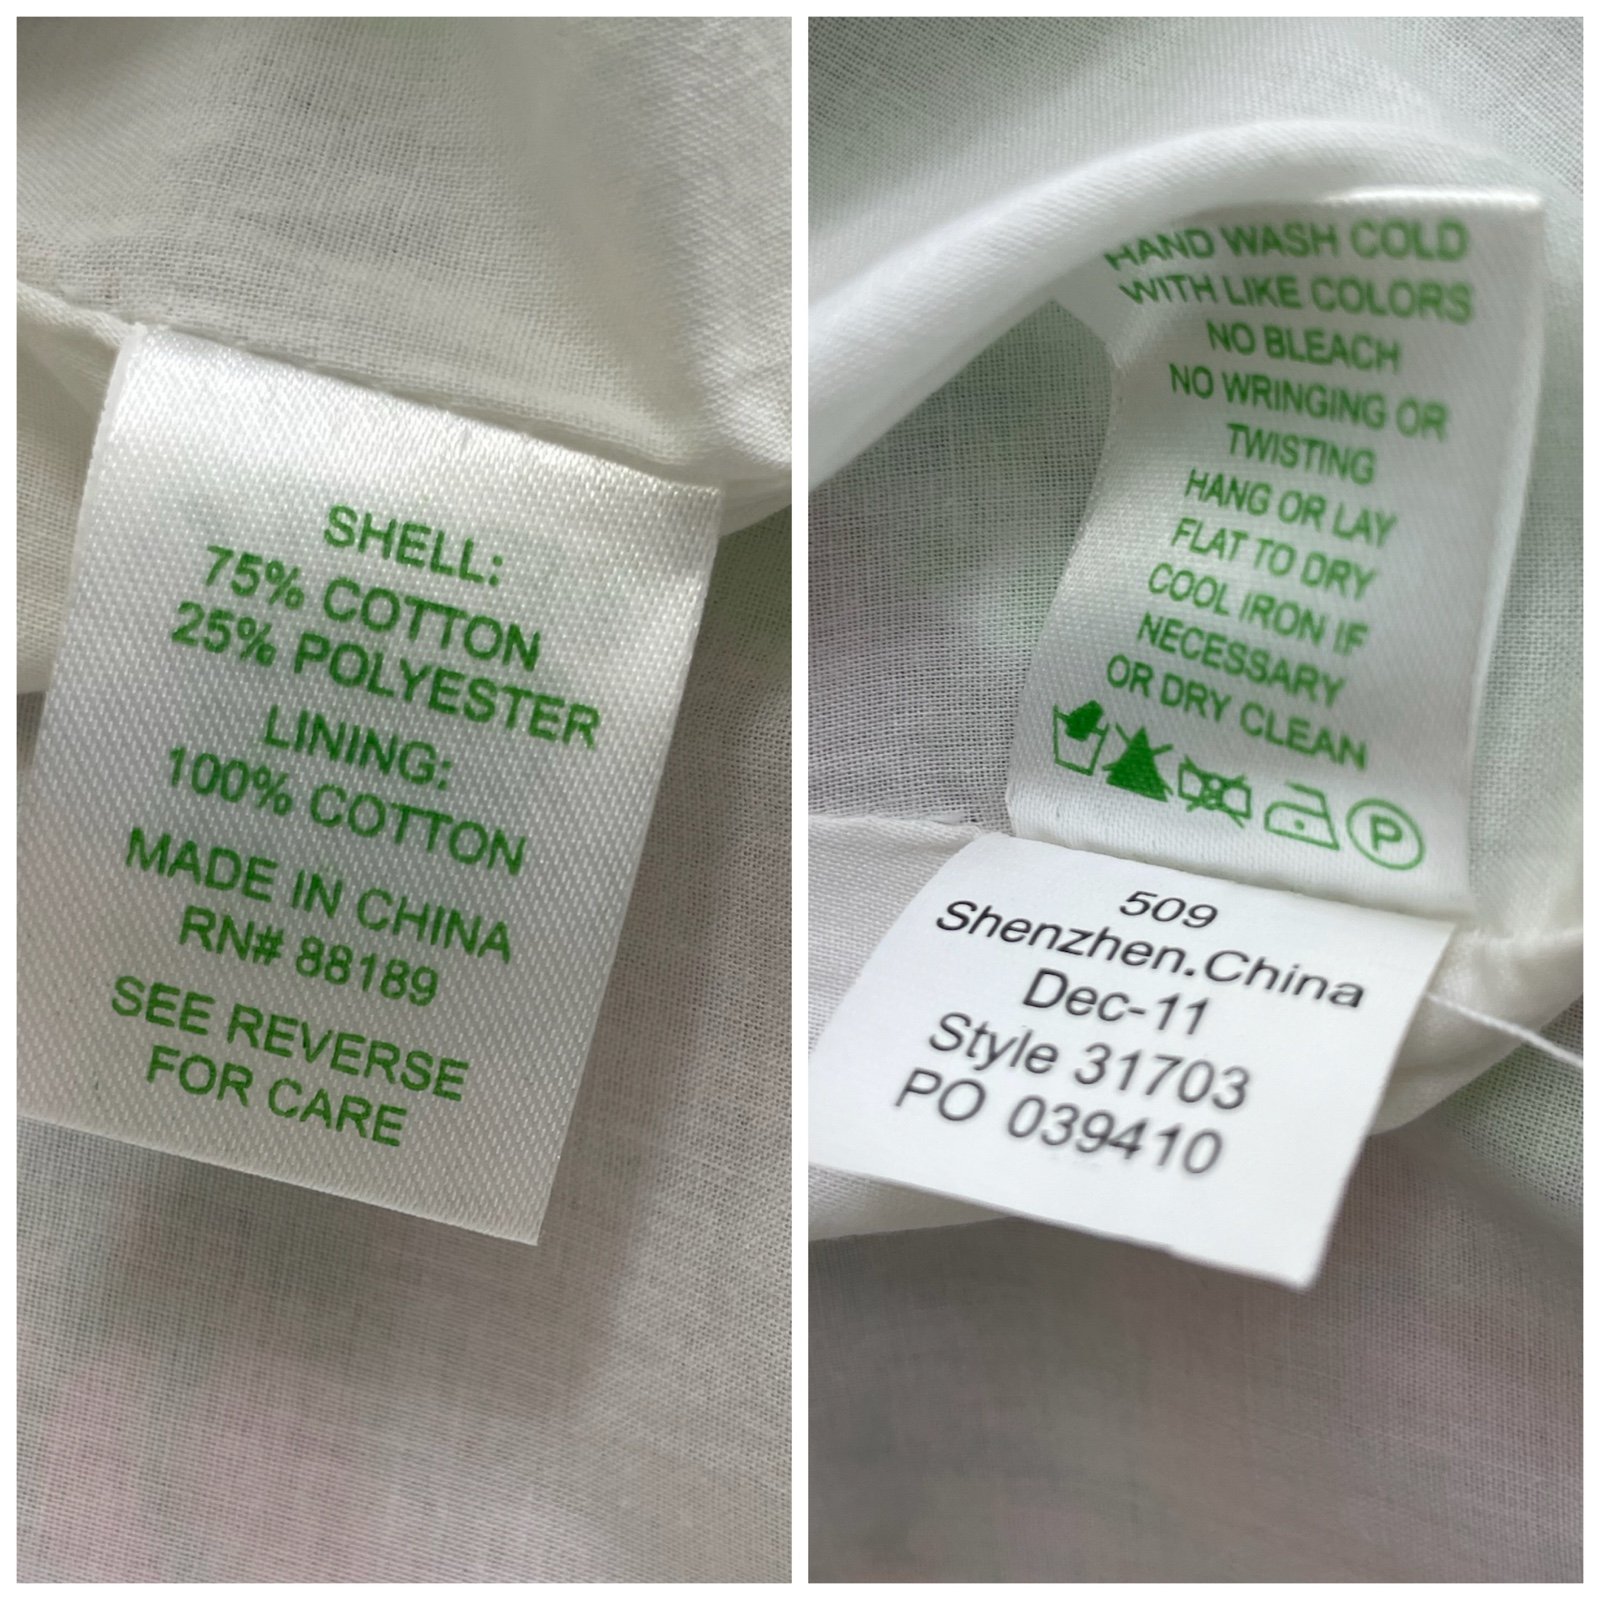 SHELL:
75% COTTON
25% POLYESTER
LINING:
100% COTTON
MADE IN CHINA
RN# 88189
SEE REVERSE
FOR CARE
HAND WASH COLD
WITH LIKE COLORS
NO BLEACH
NO WRINGING OR
TWISTING
HANG OR LAY
FLAT TO DRY
COOL IRON IF
NECESSARY
OR DRY CLEAN
P
509
Shenzhen.China
Dec-11
Style 31703
PO 039410